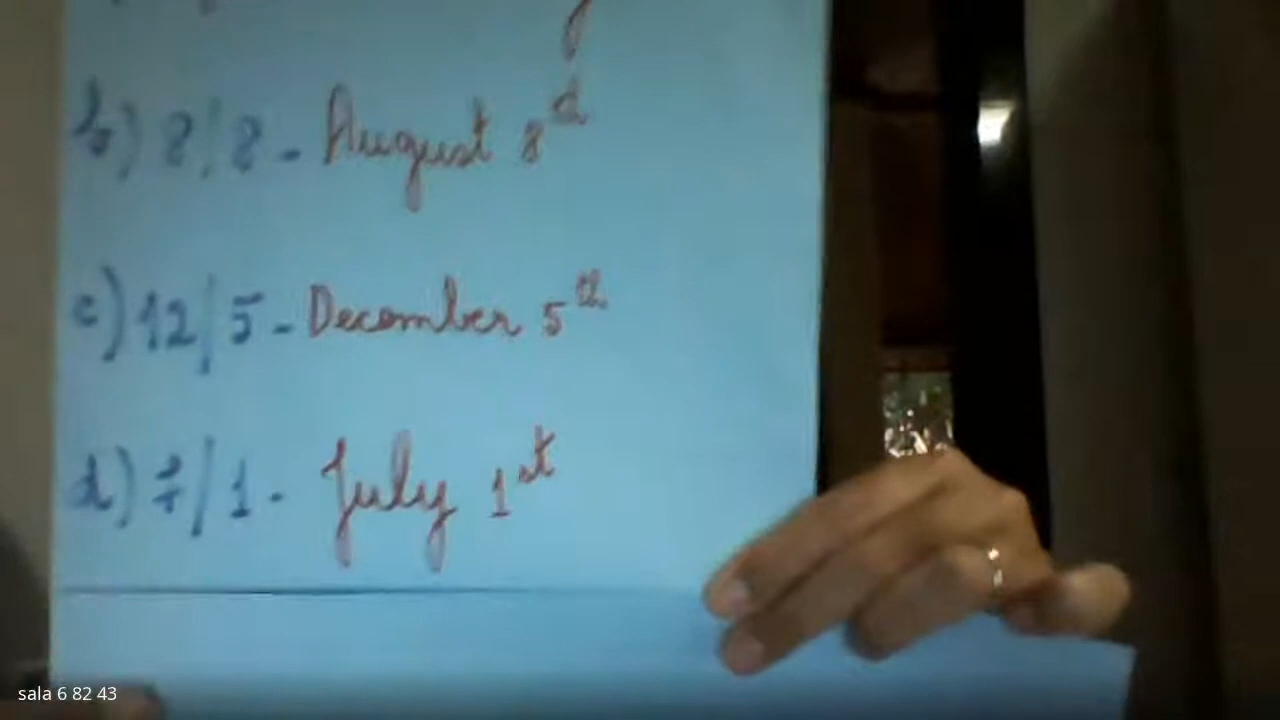 b) 8/8 - August 8th
c) 12/5 - December 5th
d) 7/1 - July 1st
sala 6 82 43